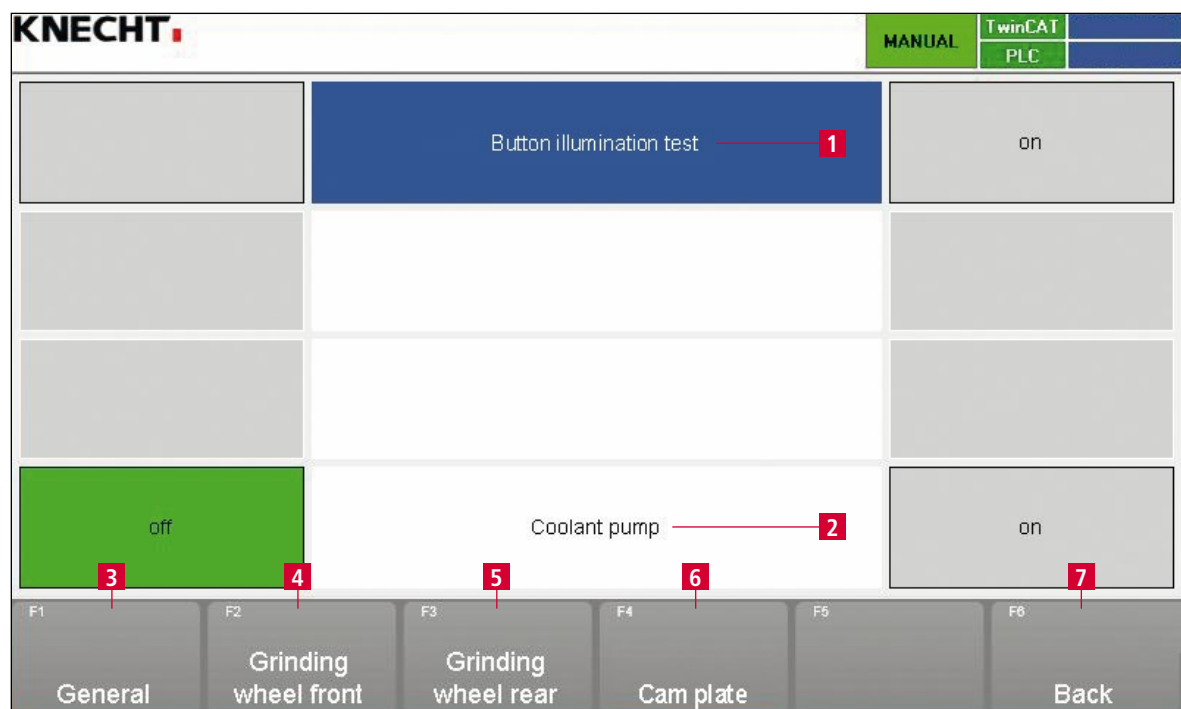 KNECHT
MANUAL
TwinCAT
PLC
Button illumination test
1
on
off
Coolant pump
2
on
3
4
5
6
7
F1
General
F2
Grinding
wheel front
F3
Grinding
wheel rear
F4
Cam plate
F5
F6
Back